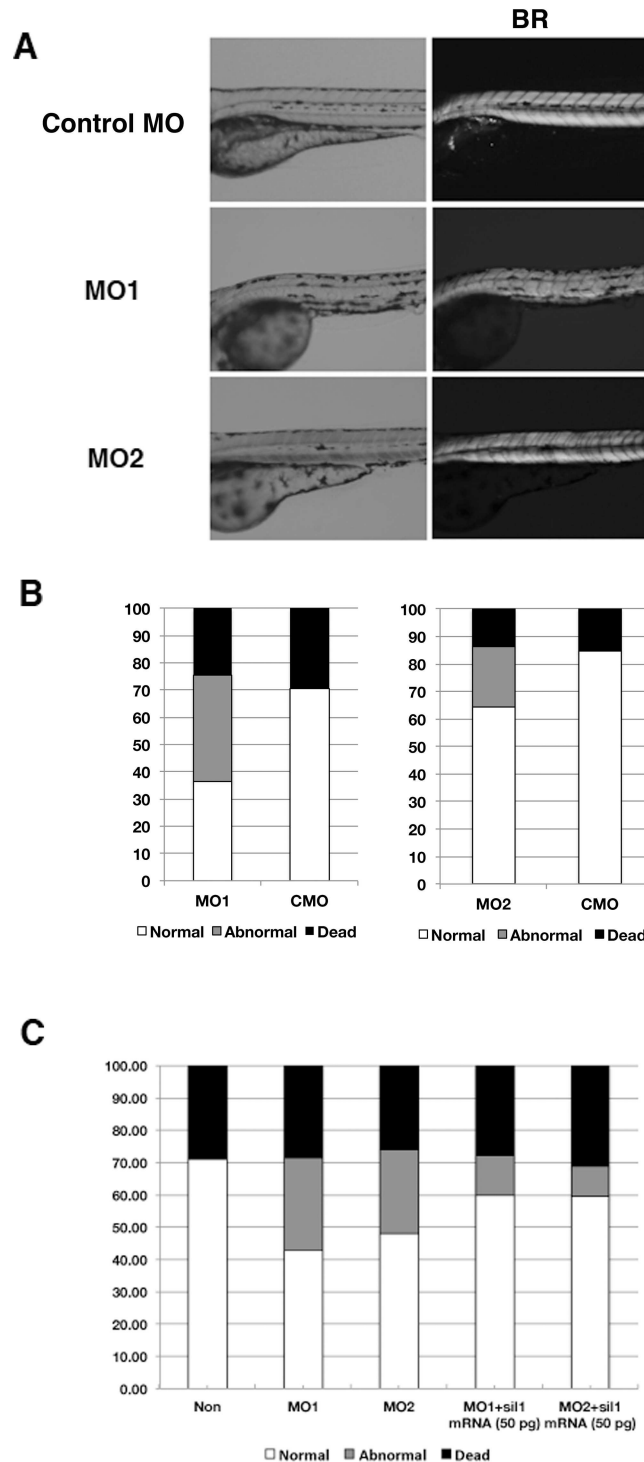 BR
A
Control MO
MO1
MO2
B
100
90
80
70
60
50
40
30
20
10
0
MO1 CMO
Normal Abnormal Dead
100
90
80
70
60
50
40
30
20
10
0
MO2 CMO
Normal Abnormal Dead
C
100.00
90.00
80.00
70.00
60.00
50.00
40.00
30.00
20.00
10.00
0.00
Non MO1 MO2 MO1+sil1 MO2+sil1
mRNA (50 pg) mRNA (50 pg)
Normal Abnormal Dead